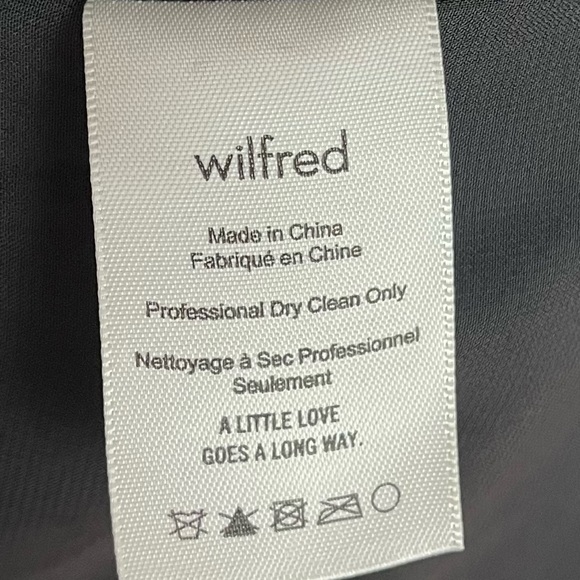 wilfred
Made in China
Fabriqué en Chine
Professional Dry Clean Only
Nettoyage à Sec Professionnel
Seulement
A LITTLE LOVE
GOES A LONG WAY.